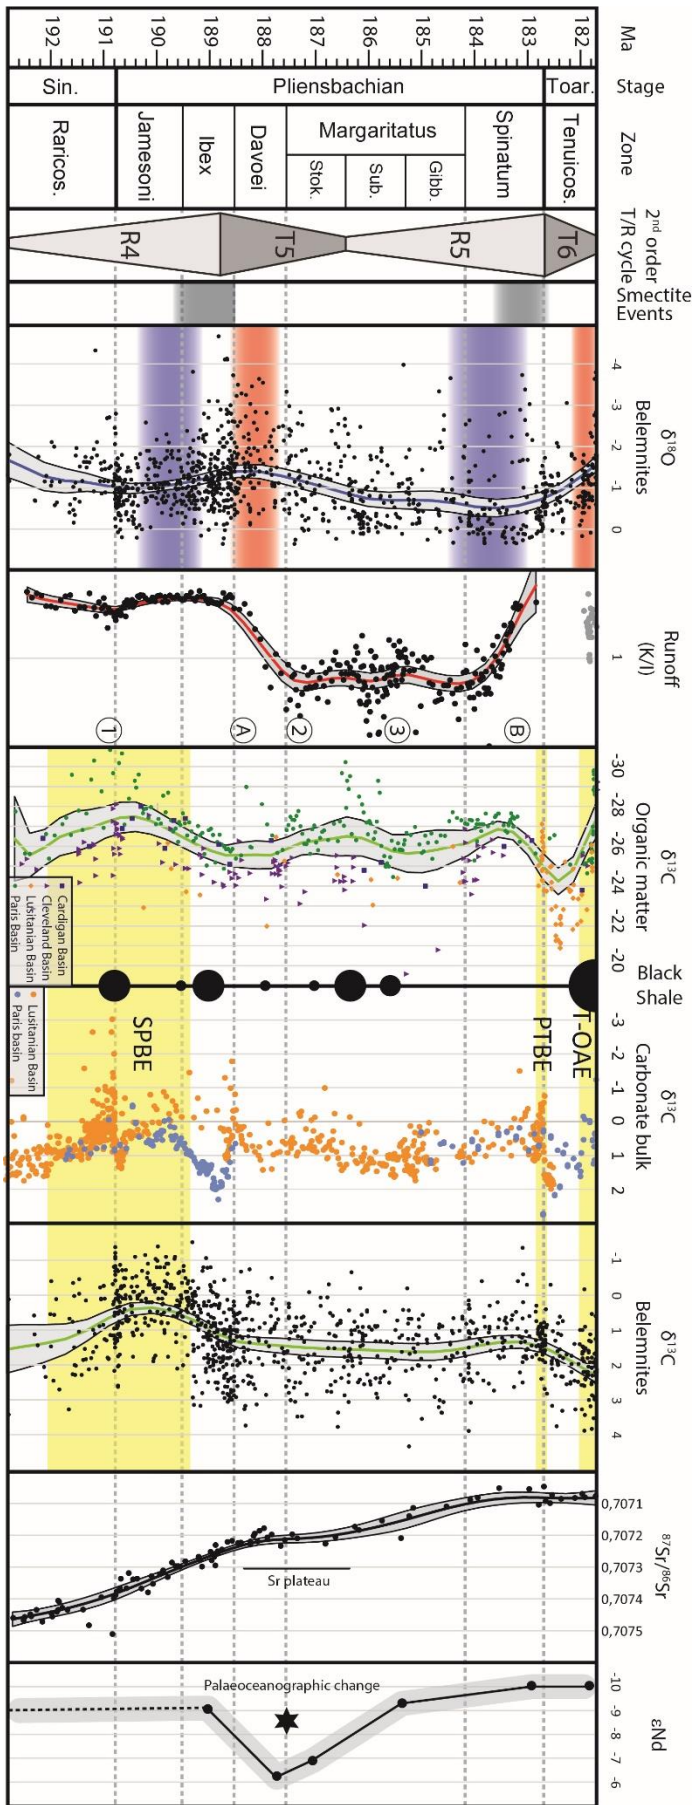 Ma
192
191
190
189
188
187
186
185
184
183
182
Stage
Sin.
Pliensbachian
Toar.
Zone
Raricos.
Jamesoni
Ibex
Davoei
Margaritatus
Stok.
Sub.
Gibb.
Spinatum
Tenuicos.
2nd order
T/R cycle
R4
T5
R5
T6
Smectite
Events
δ18O
Belemnites
-4
-3
-2
-1
0
Runoff
(K/I)
1
1
A
2
3
B
δ13C
Organic matter
-30
-28
-26
-24
-22
-20
Cardigan Basin
Cleveland Basin
Lusitanian Basin
Paris Basin
Black
Shale
SPBE
PTBE
T-OAE
δ13C
Carbonate bulk
-3
-2
-1
0
1
2
Lusitanian Basin
Paris basin
δ13C
Belemnites
-1
0
1
2
3
4
87Sr/86Sr
0,7071
0,7072
0,7073
0,7074
0,7075
Sr plateau
εNd
-10
-9
-8
-7
-6
Palaeoceanographic change